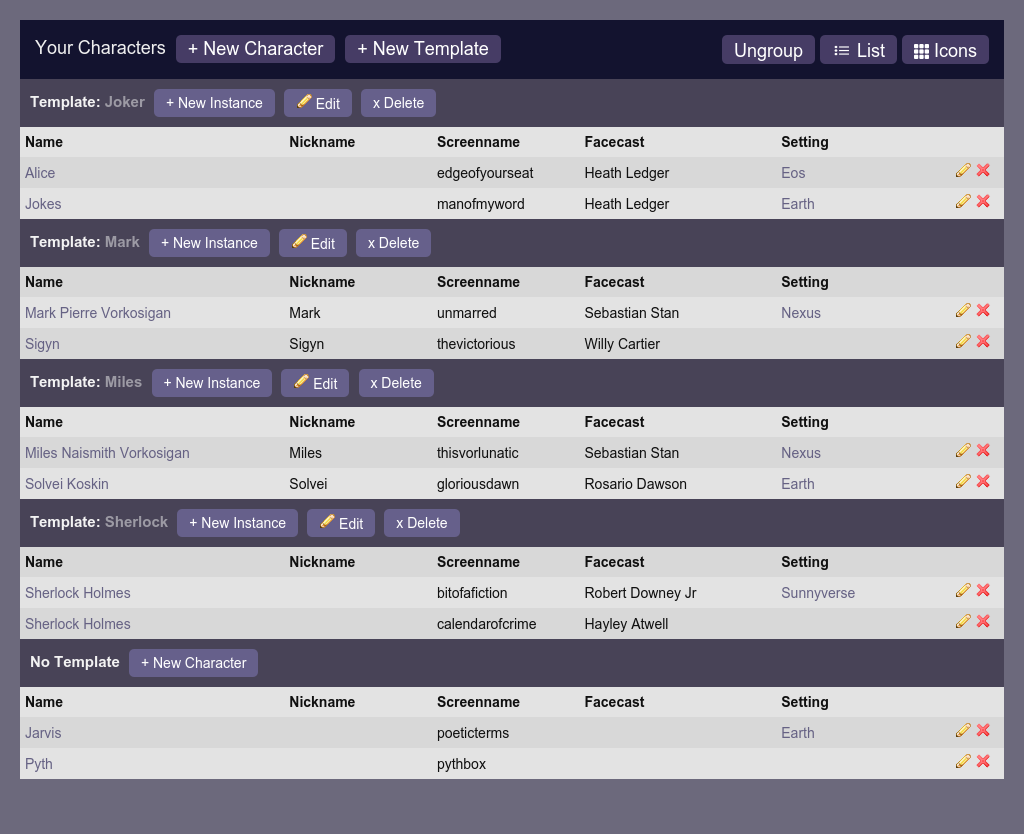 Your Characters + New Character + New Template Ungroup List Icons
Template: Joker + New Instance Edit x Delete
Name Nickname Screenname Facecast Setting
Alice edgeofyourseat Heath Ledger Eos
Jokes manofmyword Heath Ledger Earth
Template: Mark + New Instance Edit x Delete
Name Nickname Screenname Facecast Setting
Mark Pierre Vorkosigan Mark unmarred Sebastian Stan Nexus
Sigyn Sigyn thevictorious Willy Cartier
Template: Miles + New Instance Edit x Delete
Name Nickname Screenname Facecast Setting
Miles Naismith Vorkosigan Miles thisvorlunatic Sebastian Stan Nexus
Solvei Koskin Solvei gloriousdawn Rosario Dawson Earth
Template: Sherlock + New Instance Edit x Delete
Name Nickname Screenname Facecast Setting
Sherlock Holmes bitofafiction Robert Downey Jr Sunnyverse
Sherlock Holmes calendarofcrime Hayley Atwell
No Template + New Character
Name Nickname Screenname Facecast Setting
Jarvis poeticterms Earth
Pyth pythbox